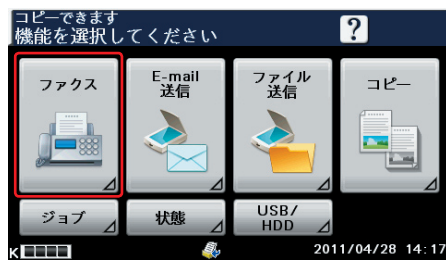 コピーできます
機能を選択してください
?
ファクス
E-mail
送信
ファイル
送信
コピー
ジョブ
状態
USB/
HDD
K
2011/04/28 14:17